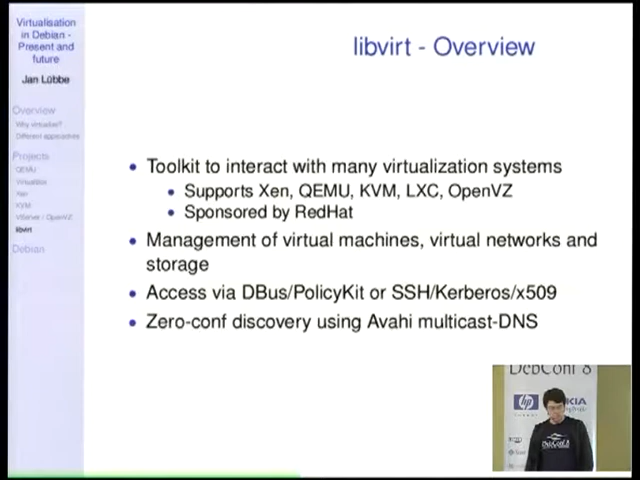 Virtualisation
in Debian -
Present and
future
Jan Lübbe
Overview
Why virtualise?
Different approaches
Projects
QEMU
Virtualbox
Xen
KVM
VServer / OpenVZ
libvirt
Debian
libvirt - Overview
Toolkit to interact with many virtualization systems
Supports Xen, QEMU, KVM, LXC, OpenVZ
Sponsored by RedHat
Management of virtual machines, virtual networks and
storage
Access via DBus/PolicyKit or SSH/Kerberos/x509
Zero-conf discovery using Avahi multicast-DNS
DebConf 8
hp
DebConf 8